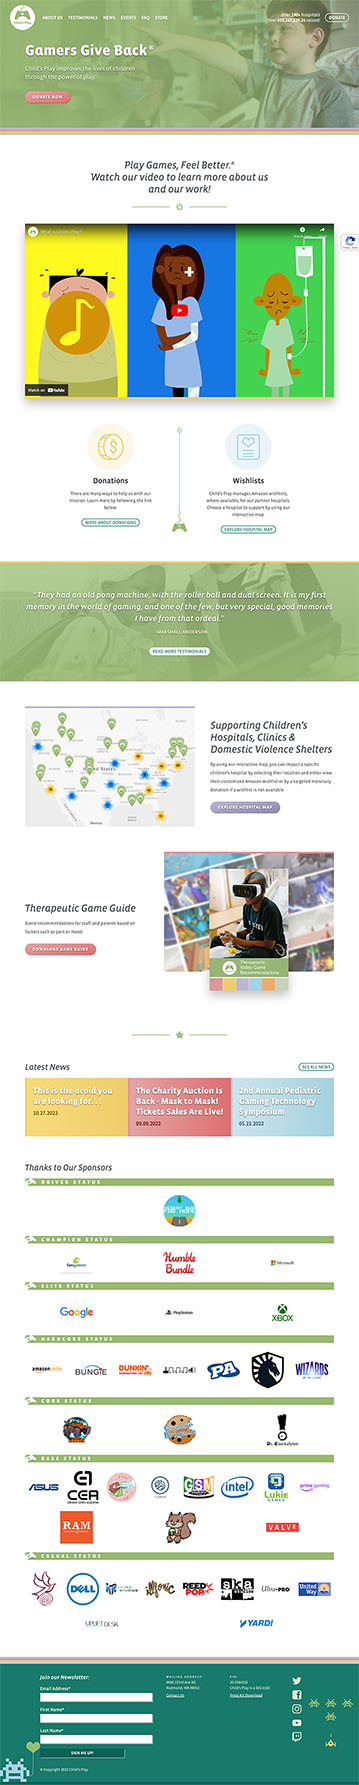 Child's Play
ABOUT US TESTIMONIALS NEWS EVENTS FAQ STORE
DONATE
Gamers Give Back®
Child's Play improves the lives of children
through the power of play.
DONATE NOW
Play Games, Feel Better.®
Watch our video to learn more about us
and our work!
What is Child's Play?
Watch on YouTube
Donations
There are many ways to help us with our
mission. Learn more by following the link
below.
MORE ABOUT DONATIONS
Wishlists
Child's Play manages Amazon wishlists,
where available, for our partner hospitals.
Choose a hospital to support by using our
interactive map
EXPLORE HOSPITAL MAP
"They had an old pong machine, with the roller ball and dual screen. It is my first
memory in the world of gaming, and one of the few, but very special, good memories
I have from that ordeal."
MARSHALL ANDERSON
READ MORE TESTIMONIALS
United States
Mexico
Supporting Children's
Hospitals, Clinics &
Domestic Violence Shelters
By using our interactive map, you can impact a specific
children's hospital by selecting their location and either view
their customized Amazon wishlist or by a targeted monetary
donation if a wishlist is not available.
EXPLORE HOSPITAL MAP
Therapeutic Game Guide
Game recommendations for staff and parents based on
factors such as pain or mood.
DOWNLOAD GAME GUIDE
Therapeutic
Video Game
Recommendations
Latest News
SEE ALL NEWS
This is the droid you
are looking for. . .
10.27.2022
The Charity Auction Is
Back - Mask to Mask!
Tickets Sales Are Live!
09.09.2022
2nd Annual Pediatric
Gaming Technology
Symposium
05.23.2022
Thanks to Our Sponsors
DRIVER STATUS
CHAMPION STATUS
fangamer
Humble
Bundle
Microsoft
ELITE STATUS
Google
PlayStation
XBOX
HARDCORE STATUS
amazonsmile
BUNGIE
DUNKIN'
PA
WIZARDS
CORE STATUS
BASE STATUS
ASUS
CEA
GSM
intel
Lukie
GAMES
prime gaming
RAM
VALVE
CASUAL STATUS
DELL
REEDPOP
ska
Ultra•PRO
United
Way
UPLIFT DESK
YARDI
Join our Newsletter:
Email Address*
First Name*
Last Name*
SIGN ME UP!
© Copyright 2022 Child's Play
MAILING ADDRESS
Redmond, WA 98052
Contact Us
EIN
Child's Play is a 501(c)(3)
Press Kit Download